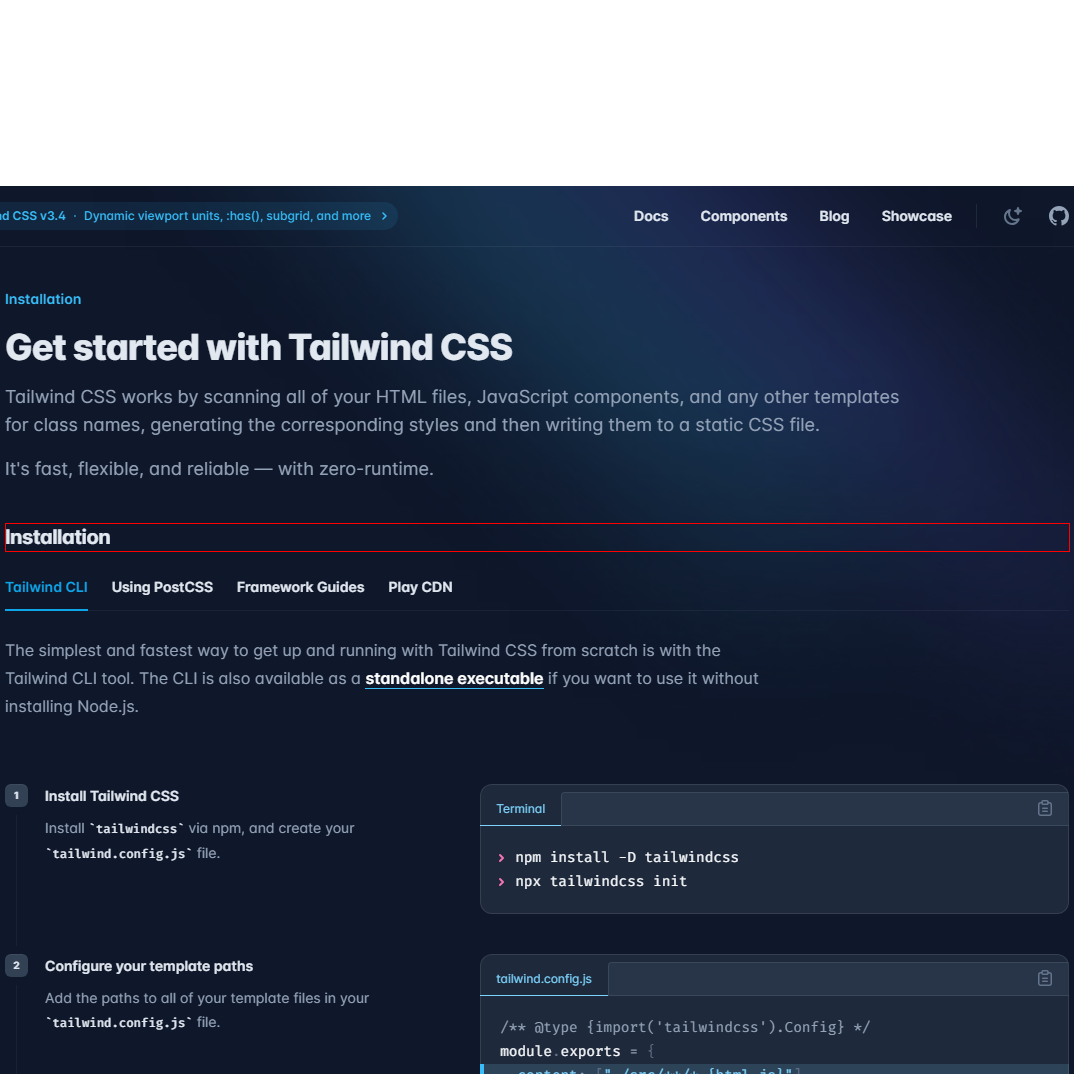 CSS v3.4 · Dynamic viewport units, :has(), subgrid, and more
Docs Components Blog Showcase
Installation
Get started with Tailwind CSS
Tailwind CSS works by scanning all of your HTML files, JavaScript components, and any other templates
for class names, generating the corresponding styles and then writing them to a static CSS file.
It's fast, flexible, and reliable — with zero-runtime.
Installation
Tailwind CLI Using PostCSS Framework Guides Play CDN
The simplest and fastest way to get up and running with Tailwind CSS from scratch is with the
Tailwind CLI tool. The CLI is also available as a standalone executable if you want to use it without
installing Node.js.
1 Install Tailwind CSS
Install `tailwindcss` via npm, and create your
`tailwind.config.js` file.
Terminal
› npm install -D tailwindcss
› npx tailwindcss init
2 Configure your template paths
Add the paths to all of your template files in your
`tailwind.config.js` file.
tailwind.config.js
/** @type {import('tailwindcss').Config} */
module.exports = {